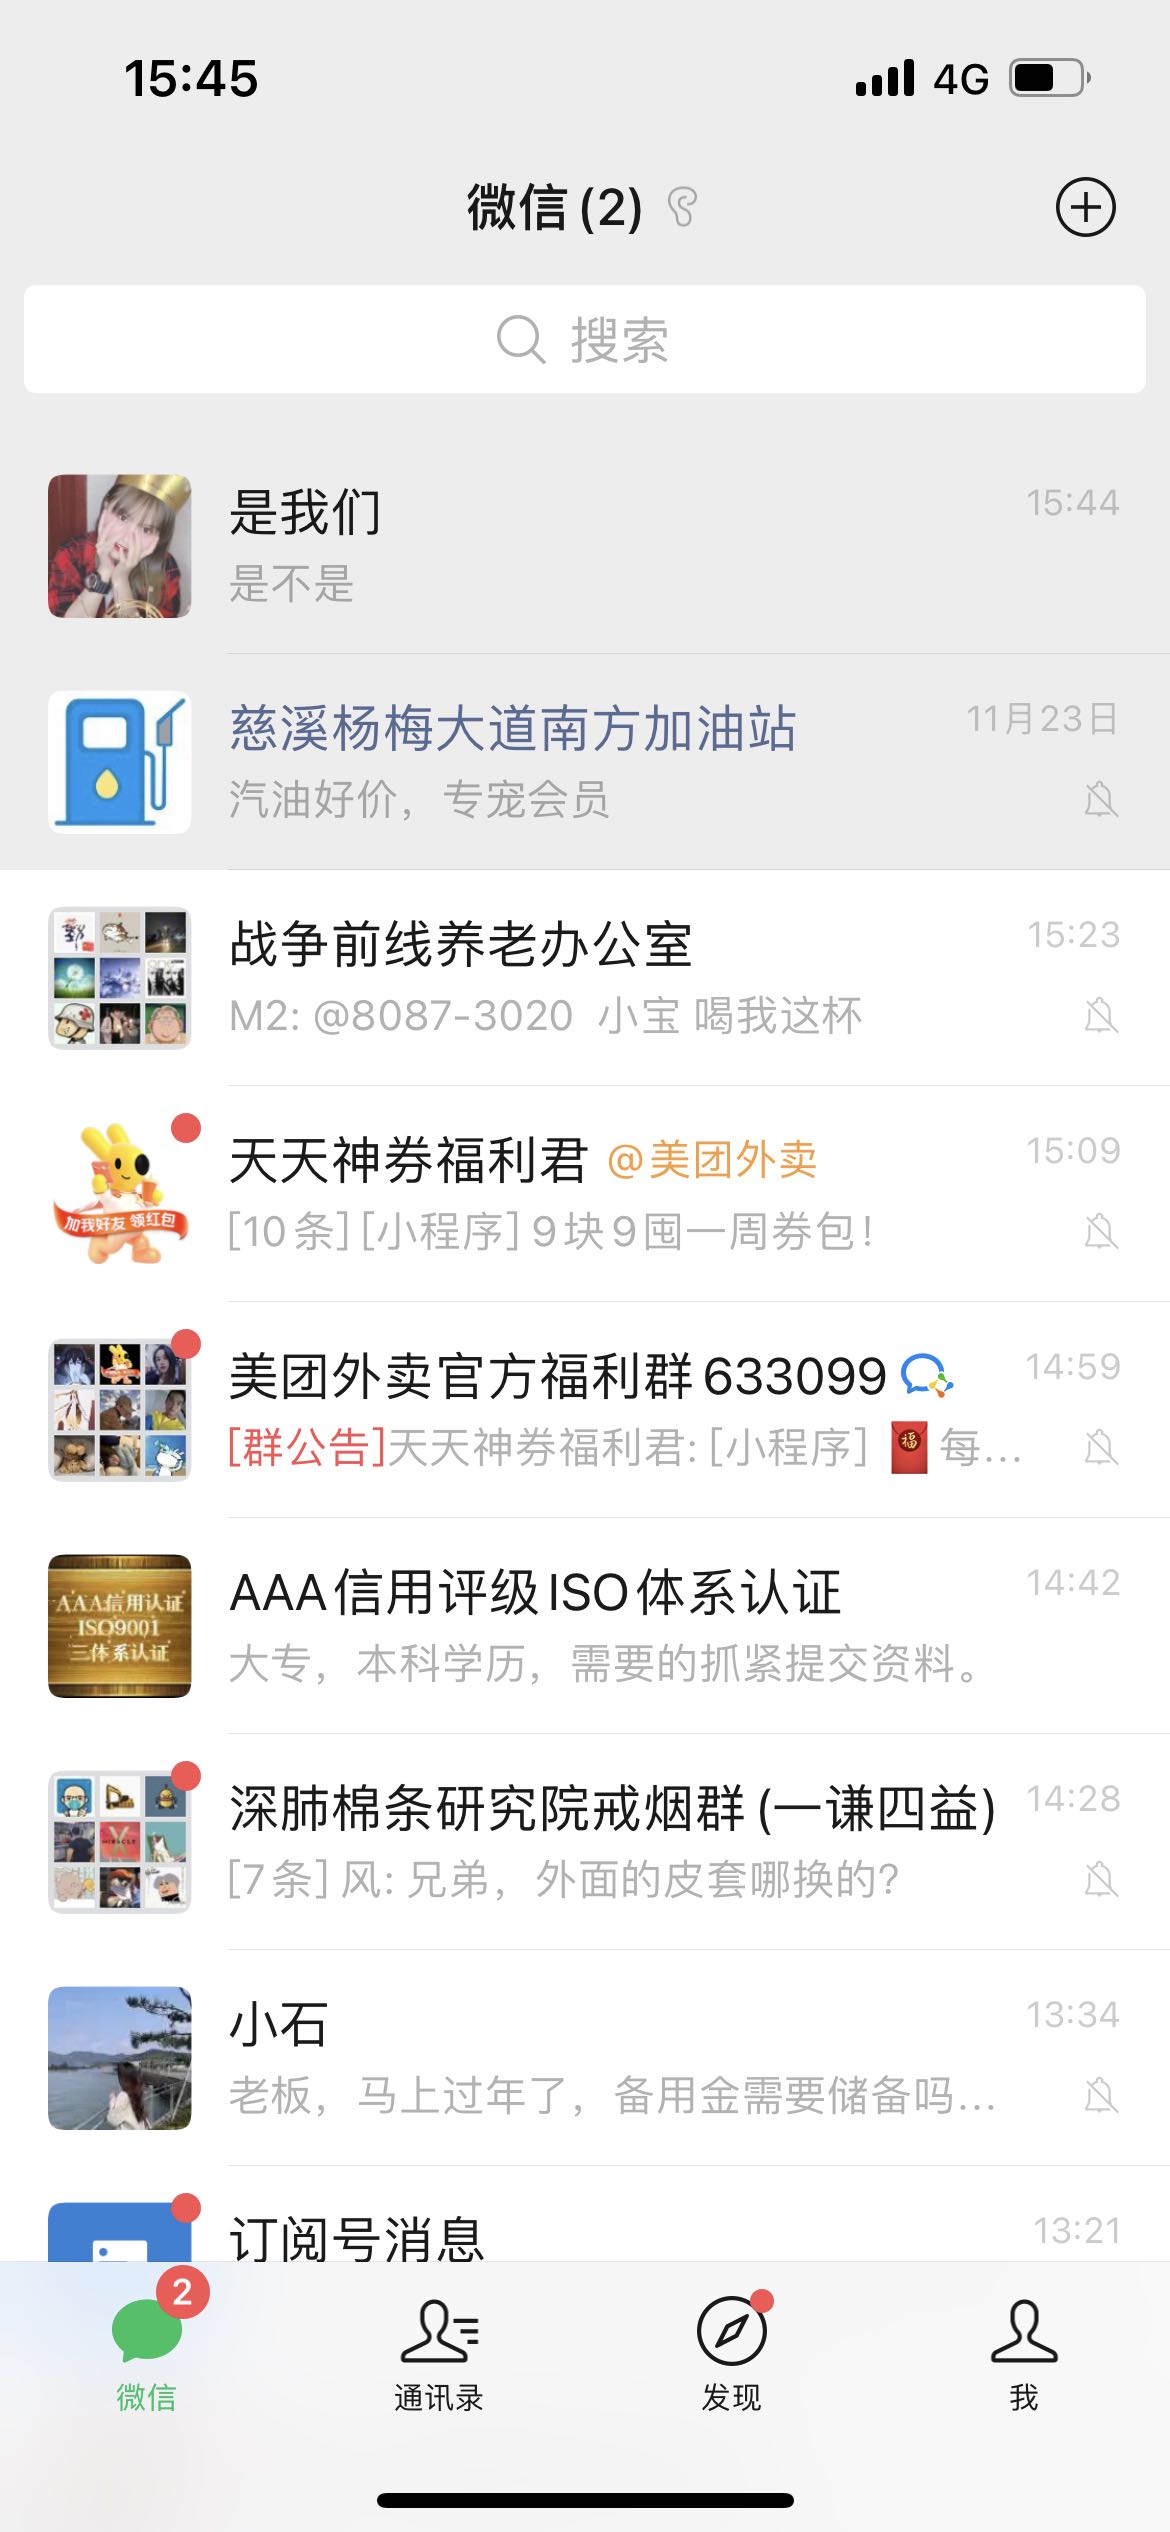 15:45
4G
微信(2)
搜索
是我们
15:44
是不是
慈溪杨梅大道南方加油站
11月23日
汽油好价，专宠会员
战争前线养老办公室
15:23
M2: @8087-3020 小宝 喝我这杯
加我好友 领红包
天天神券福利君 @美团外卖
15:09
[10条] [小程序] 9块9囤一周券包!
美团外卖官方福利群633099
14:59
[群公告]天天神券福利君: [小程序] 福 每...
AAA信用认证
ISO9001
三体系认证
AAA信用评级ISO体系认证
14:42
大专，本科学历，需要的抓紧提交资料。
深肺棉条研究院戒烟群(一谦四益)
14:28
[7条] 风: 兄弟，外面的皮套哪换的?
小石
13:34
老板，马上过年了，备用金需要储备吗...
订阅号消息
13:21
2
微信
通讯录
发现
我